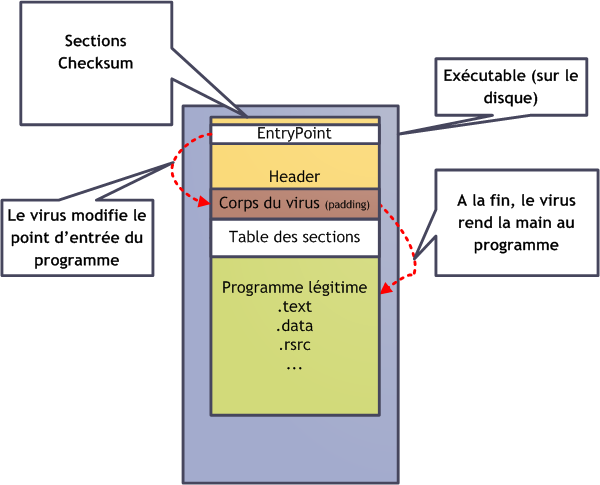 Sections
Checksum
Exécutable (sur le
disque)
EntryPoint
Header
Corps du virus (padding)
Table des sections
Le virus modifie le
point d’entrée du
programme
A la fin, le virus
rend la main au
programme
Programme légitime
.text
.data
.rsrc
...